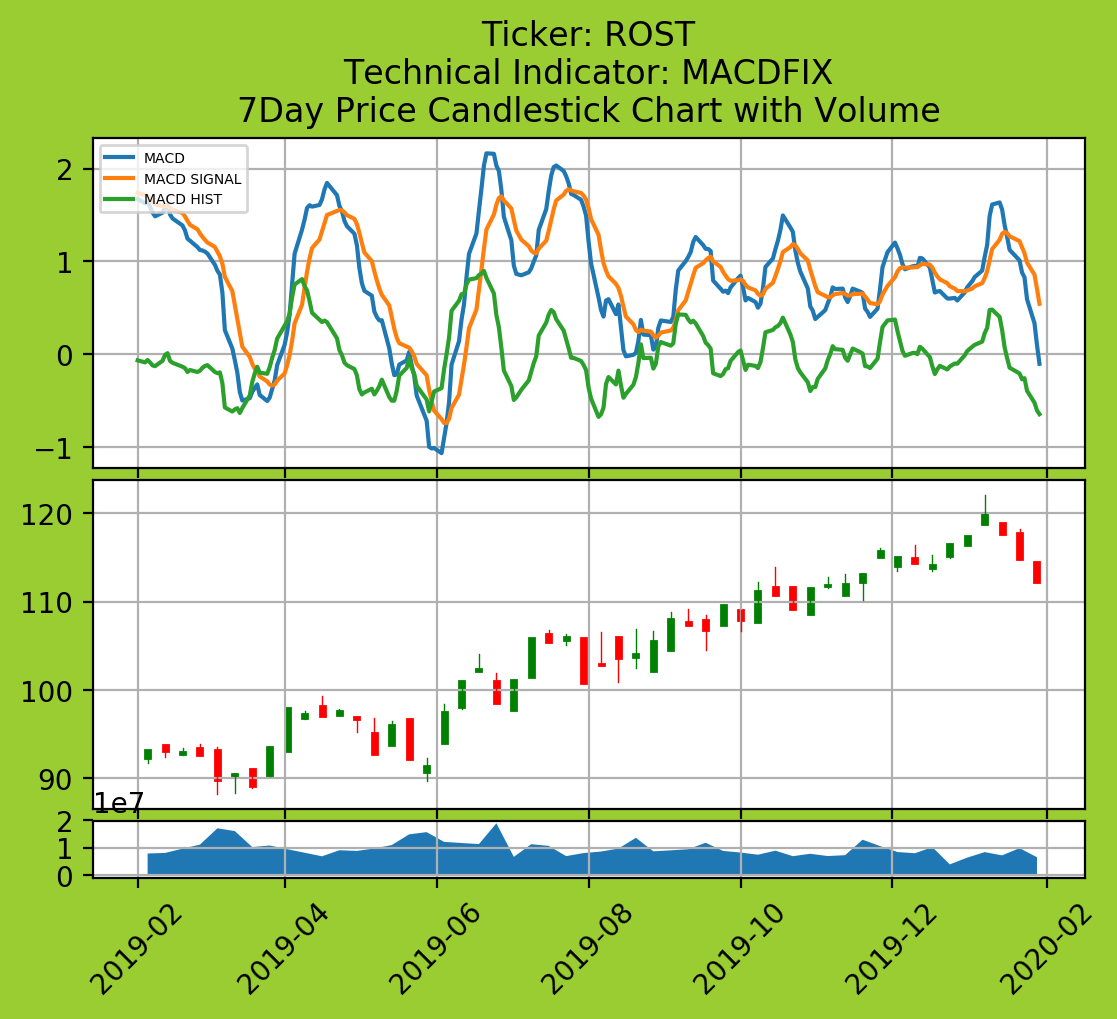 Ticker: ROST
Technical Indicator: MACDFIX
7Day Price Candlestick Chart with Volume
MACD
MACD SIGNAL
MACD HIST
2
1
0
−1
120
110
100
90
1e7
2
1
0
2019-02
2019-04
2019-06
2019-08
2019-10
2019-12
2020-02